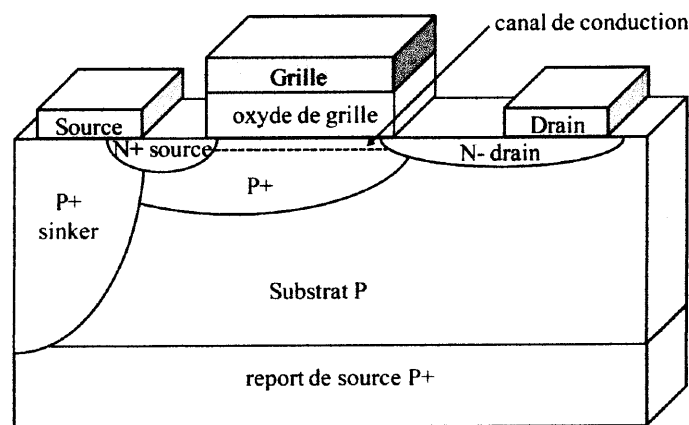 canal de conduction
Grille
oxyde de grille
Source
Drain
N+ source
N- drain
P+
P+
sinker
Substrat P
report de source P+